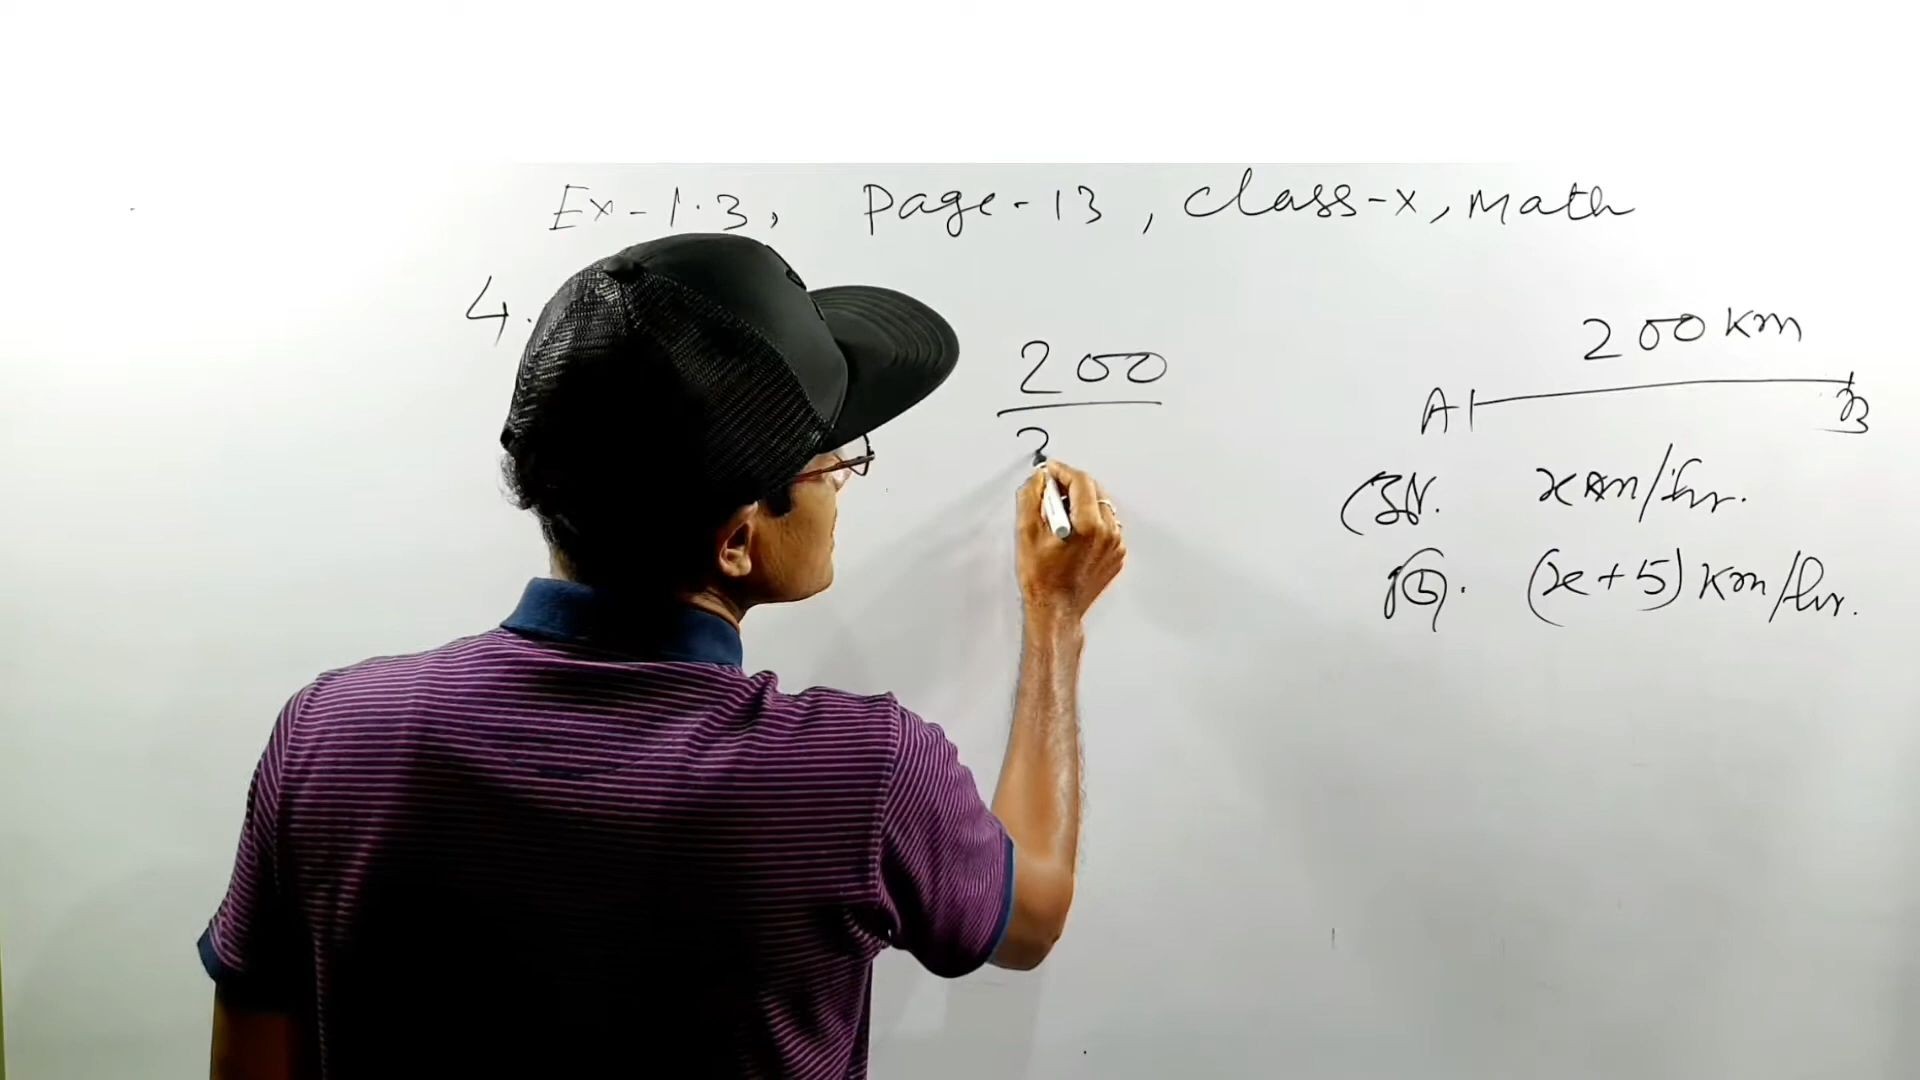 Ex-1.3, Page-13, Class-X, Math
4.
200
200 km
A B
x km/hr.
(x+5) km/hr.